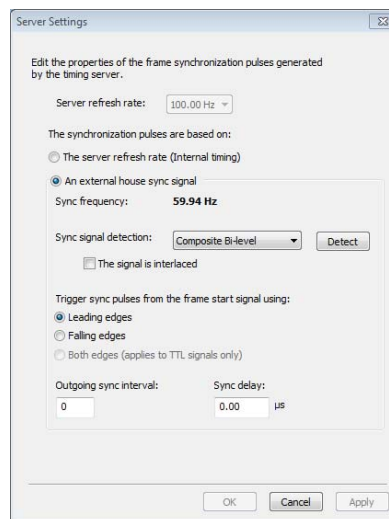 Server Settings
Edit the properties of the frame synchronization pulses generated
by the timing server.
Server refresh rate: 100.00 Hz
The synchronization pulses are based on:
The server refresh rate (Internal timing)
An external house sync signal
Sync frequency: 59.94 Hz
Sync signal detection: Composite Bi-level Detect
The signal is interlaced
Trigger sync pulses from the frame start signal using:
Leading edges
Falling edges
Both edges (applies to TTL signals only)
Outgoing sync interval: Sync delay:
0 0.00 µs
OK Cancel Apply